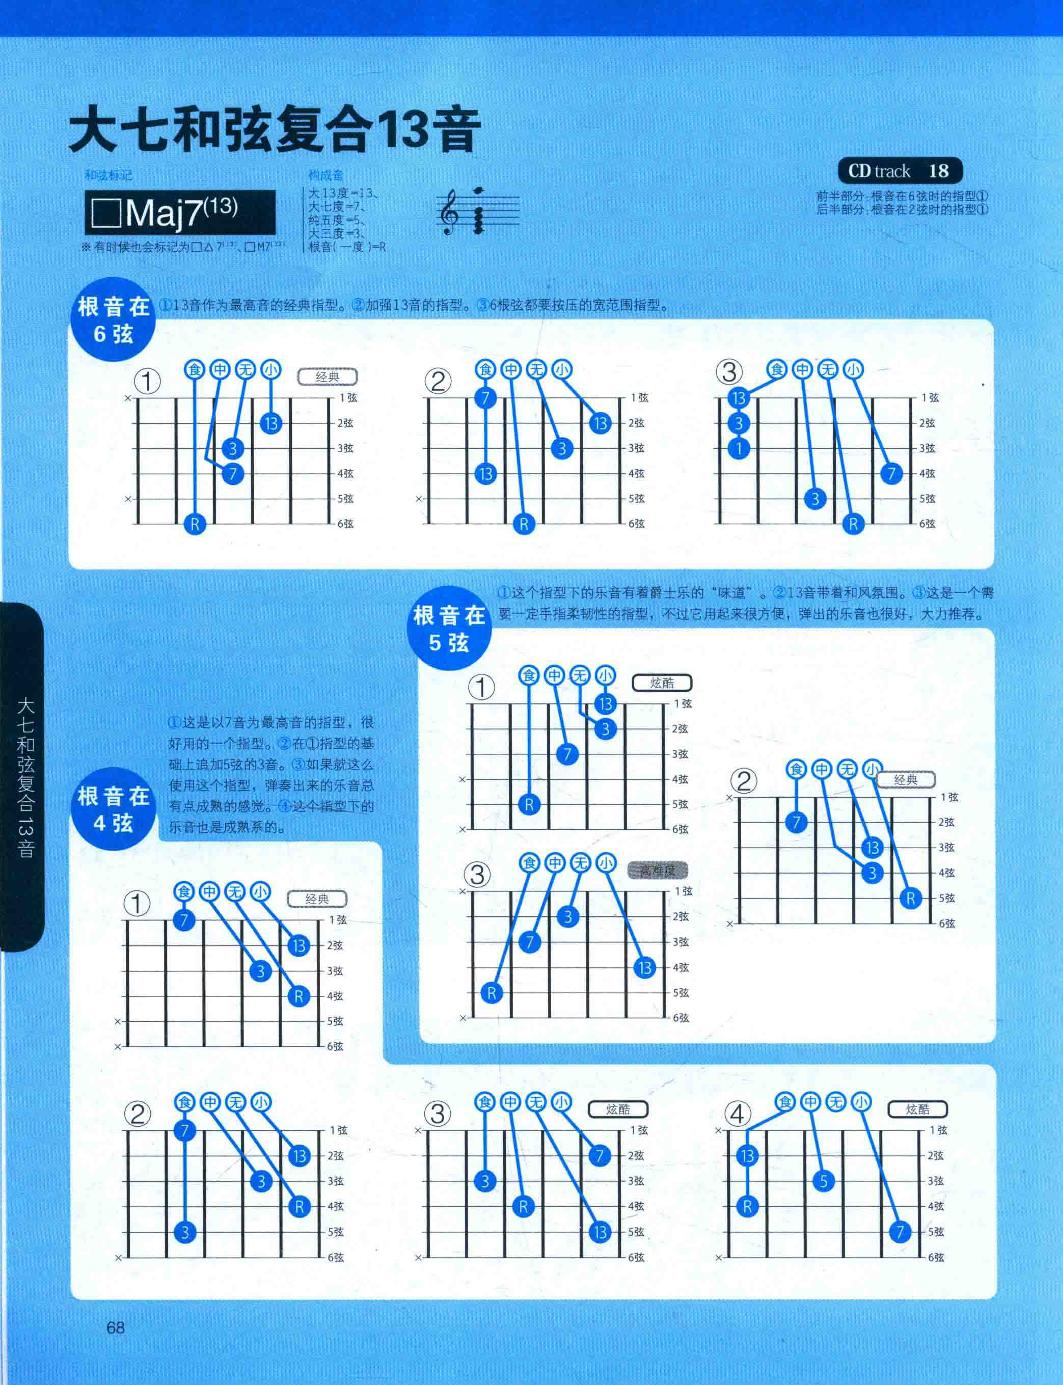 大七和弦复合13音
和弦标记
□Maj7(13)
※有时候也会标记为□△7(13)、□M7(13)
构成音
大13度=13、
大七度=7、
纯五度=5、
大三度=3、
根音(一度)=R
CD track 18
前半部分：根音在6弦时的指型①
后半部分：根音在2弦时的指型①
根音在
6弦
①13音作为最高音的经典指型。②加强13音的指型。③6根弦都要按压的宽范围指型。
①
食 中 无 小
经典
× 1弦
13 2弦
3 3弦
7 4弦
× 5弦
R 6弦
②
食 中 无 小
7 1弦
13 2弦
3 3弦
13 4弦
× 5弦
R 6弦
③
食 中 无 小
13 1弦
3 2弦
1 3弦
7 4弦
3 5弦
R 6弦
根音在
5弦
①这个指型下的乐音有着爵士乐的“味道”。②13音带着和风氛围。③这是一个需
要一定手指柔韧性的指型，不过它用起来很方便，弹出的乐音也很好，大力推荐。
①
食 中 无 小
炫酷
13 1弦
3 2弦
7 3弦
× 4弦
R 5弦
× 6弦
②
食 中 无 小
经典
× 1弦
7 2弦
13 3弦
3 4弦
R 5弦
× 6弦
③
食 中 无 小
高难度
× 1弦
3 2弦
7 3弦
13 4弦
R 5弦
× 6弦
大七和弦复合13音
根音在
4弦
①这是以7音为最高音的指型，很
好用的一个指型。②在①指型的基
础上追加5弦的3音。③如果就这么
使用这个指型，弹奏出来的乐音总
有点成熟的感觉。④这个指型下的
乐音也是成熟系的。
①
食 中 无 小
经典
7 1弦
13 2弦
3 3弦
R 4弦
× 5弦
× 6弦
②
食 中 无 小
7 1弦
13 2弦
3 3弦
R 4弦
3 5弦
× 6弦
③
食 中 无 小
炫酷
× 1弦
7 2弦
3 3弦
R 4弦
13 5弦
× 6弦
④
食 中 无 小
炫酷
× 1弦
13 2弦
5 3弦
R 4弦
7 5弦
× 6弦
68